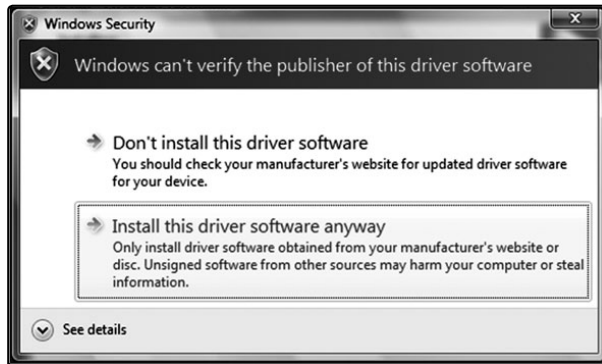 Windows Security
Windows can't verify the publisher of this driver software
Don't install this driver software
You should check your manufacturer's website for updated driver software
for your device.
Install this driver software anyway
Only install driver software obtained from your manufacturer's website or
disc. Unsigned software from other sources may harm your computer or steal
information.
See details